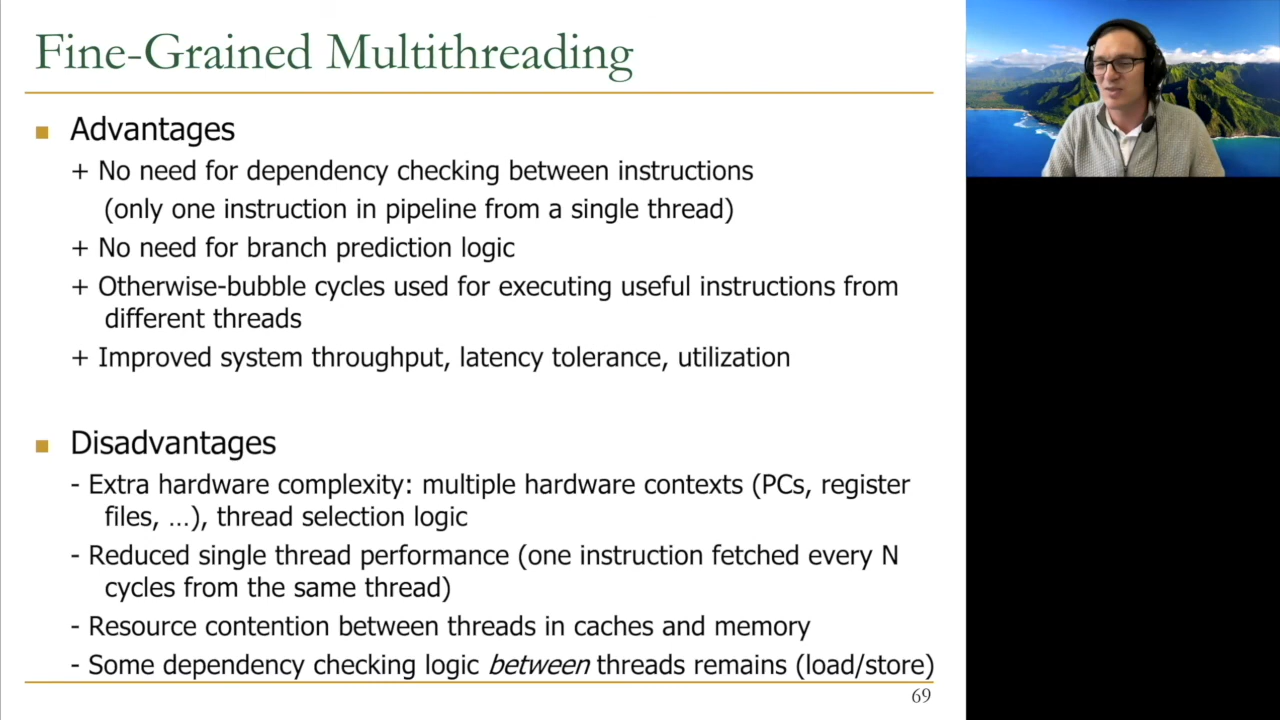 Fine-Grained Multithreading
■ Advantages
+ No need for dependency checking between instructions
(only one instruction in pipeline from a single thread)
+ No need for branch prediction logic
+ Otherwise-bubble cycles used for executing useful instructions from
different threads
+ Improved system throughput, latency tolerance, utilization
■ Disadvantages
- Extra hardware complexity: multiple hardware contexts (PCs, register
files, …), thread selection logic
- Reduced single thread performance (one instruction fetched every N
cycles from the same thread)
- Resource contention between threads in caches and memory
- Some dependency checking logic between threads remains (load/store)
69